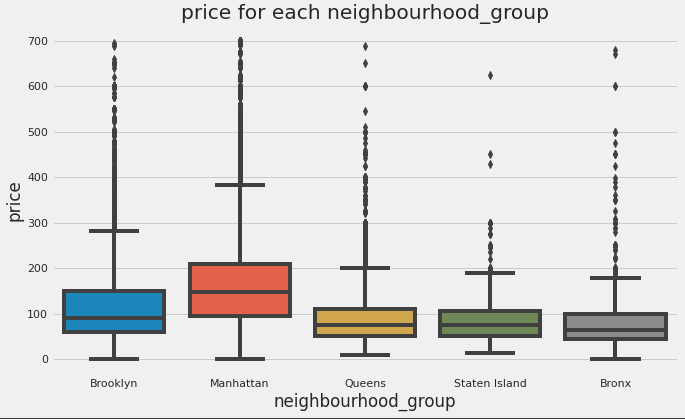 price for each neighbourhood_group
700
600
500
400
300
200
100
0
price
Brooklyn Manhattan Queens Staten Island Bronx
neighbourhood_group